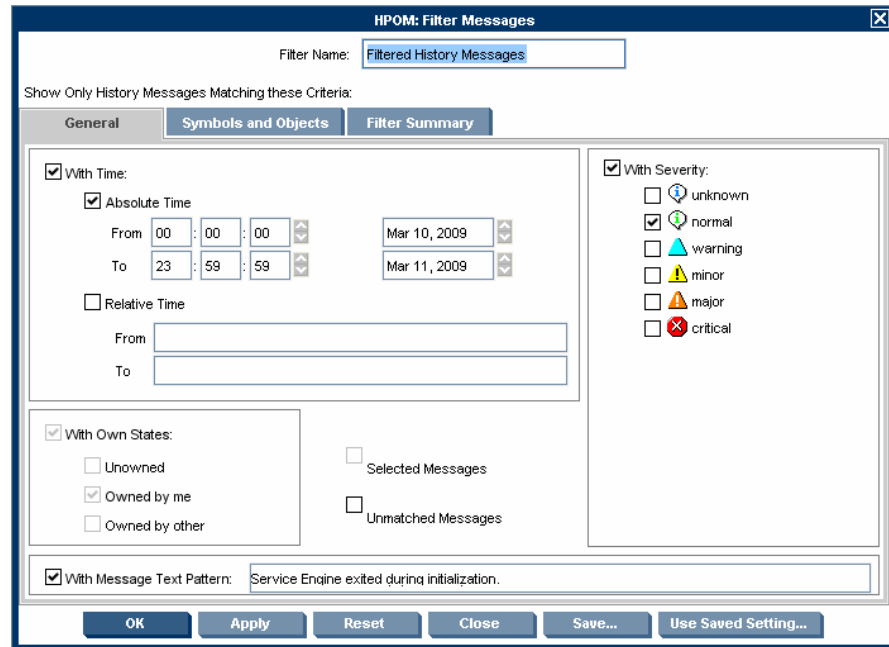 HPOM: Filter Messages
Filter Name: Filtered History Messages
Show Only History Messages Matching these Criteria:
General Symbols and Objects Filter Summary
With Time:
Absolute Time
From 00 : 00 : 00 Mar 10, 2009
To 23 : 59 : 59 Mar 11, 2009
Relative Time
From
To
With Severity:
unknown
normal
warning
minor
major
critical
With Own States:
Unowned
Owned by me
Owned by other
Selected Messages
Unmatched Messages
With Message Text Pattern: Service Engine exited during initialization.
OK Apply Reset Close Save... Use Saved Setting...